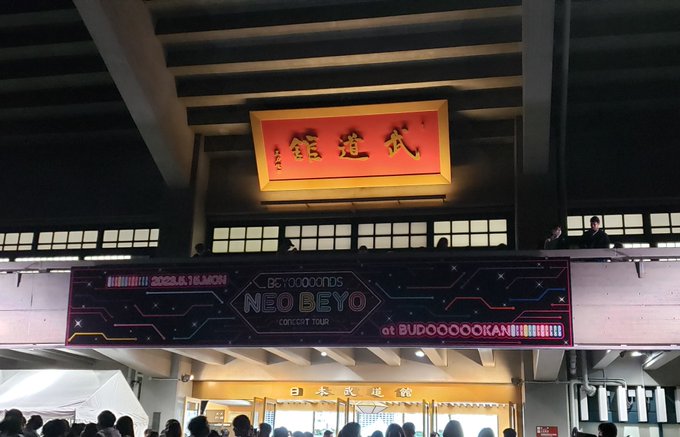 武道館
2023.5.15.MON
BEYOOOOONDS
NEO BEYO
CONCERT TOUR
at BUDOOOOOKAN
日本武道館